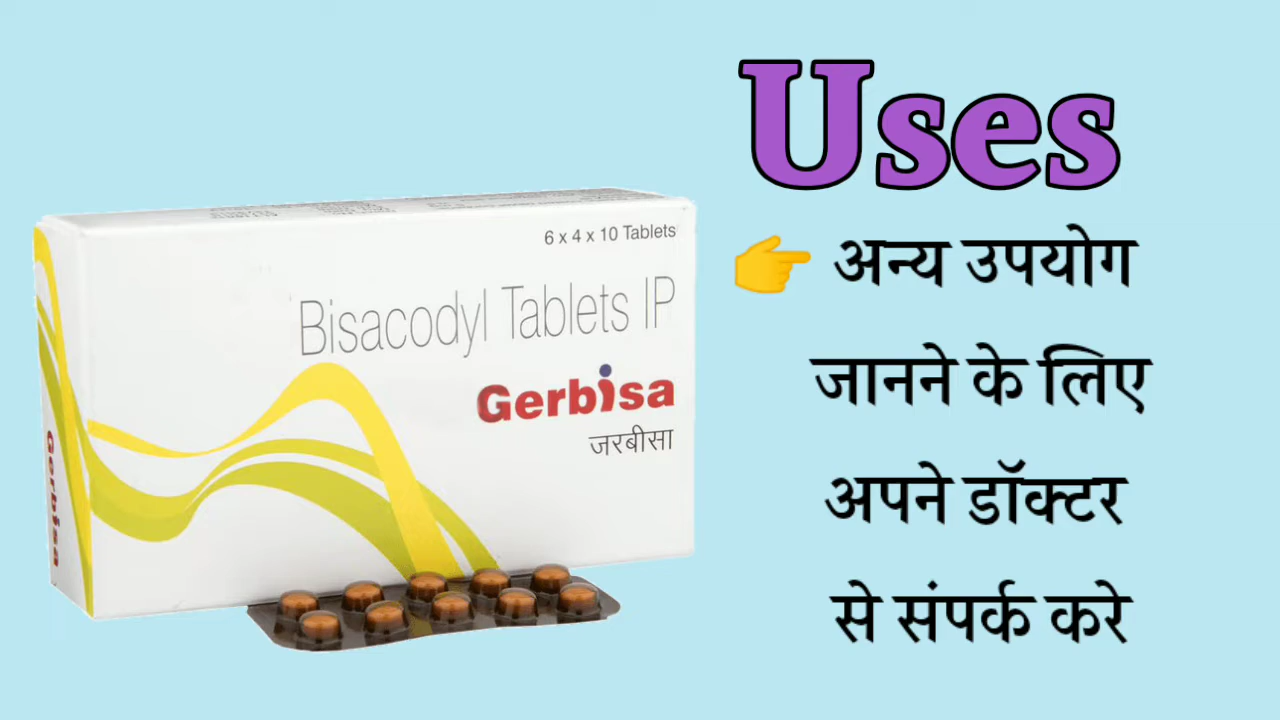 Uses
6 x 4 x 10 Tablets
Bisacodyl Tablets IP
Gerbisa
जरबीसा
Gerbisa
👉 अन्य उपयोग
जानने के लिए
अपने डॉक्टर
से संपर्क करे